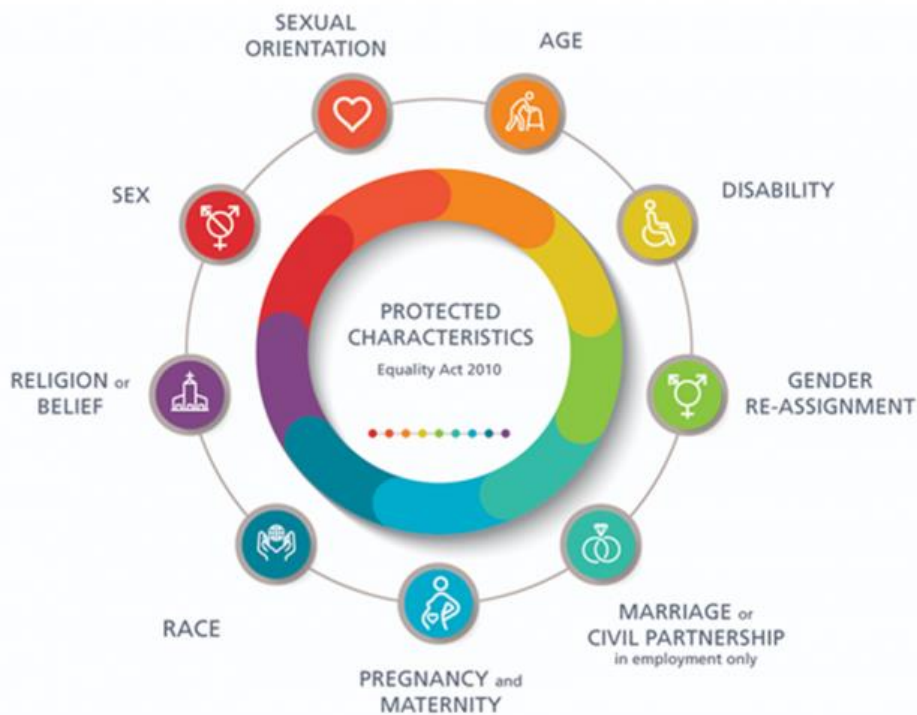 SEXUAL
ORIENTATION
AGE
SEX
DISABILITY
PROTECTED
CHARACTERISTICS
Equality Act 2010
RELIGION or
BELIEF
GENDER
RE-ASSIGNMENT
RACE
MARRIAGE or
CIVIL PARTNERSHIP
in employment only
PREGNANCY and
MATERNITY